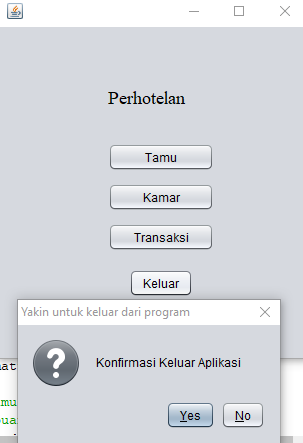 Perhotelan
Tamu
Kamar
Transaksi
Keluar
Yakin untuk keluar dari program
Konfirmasi Keluar Aplikasi
Yes
No